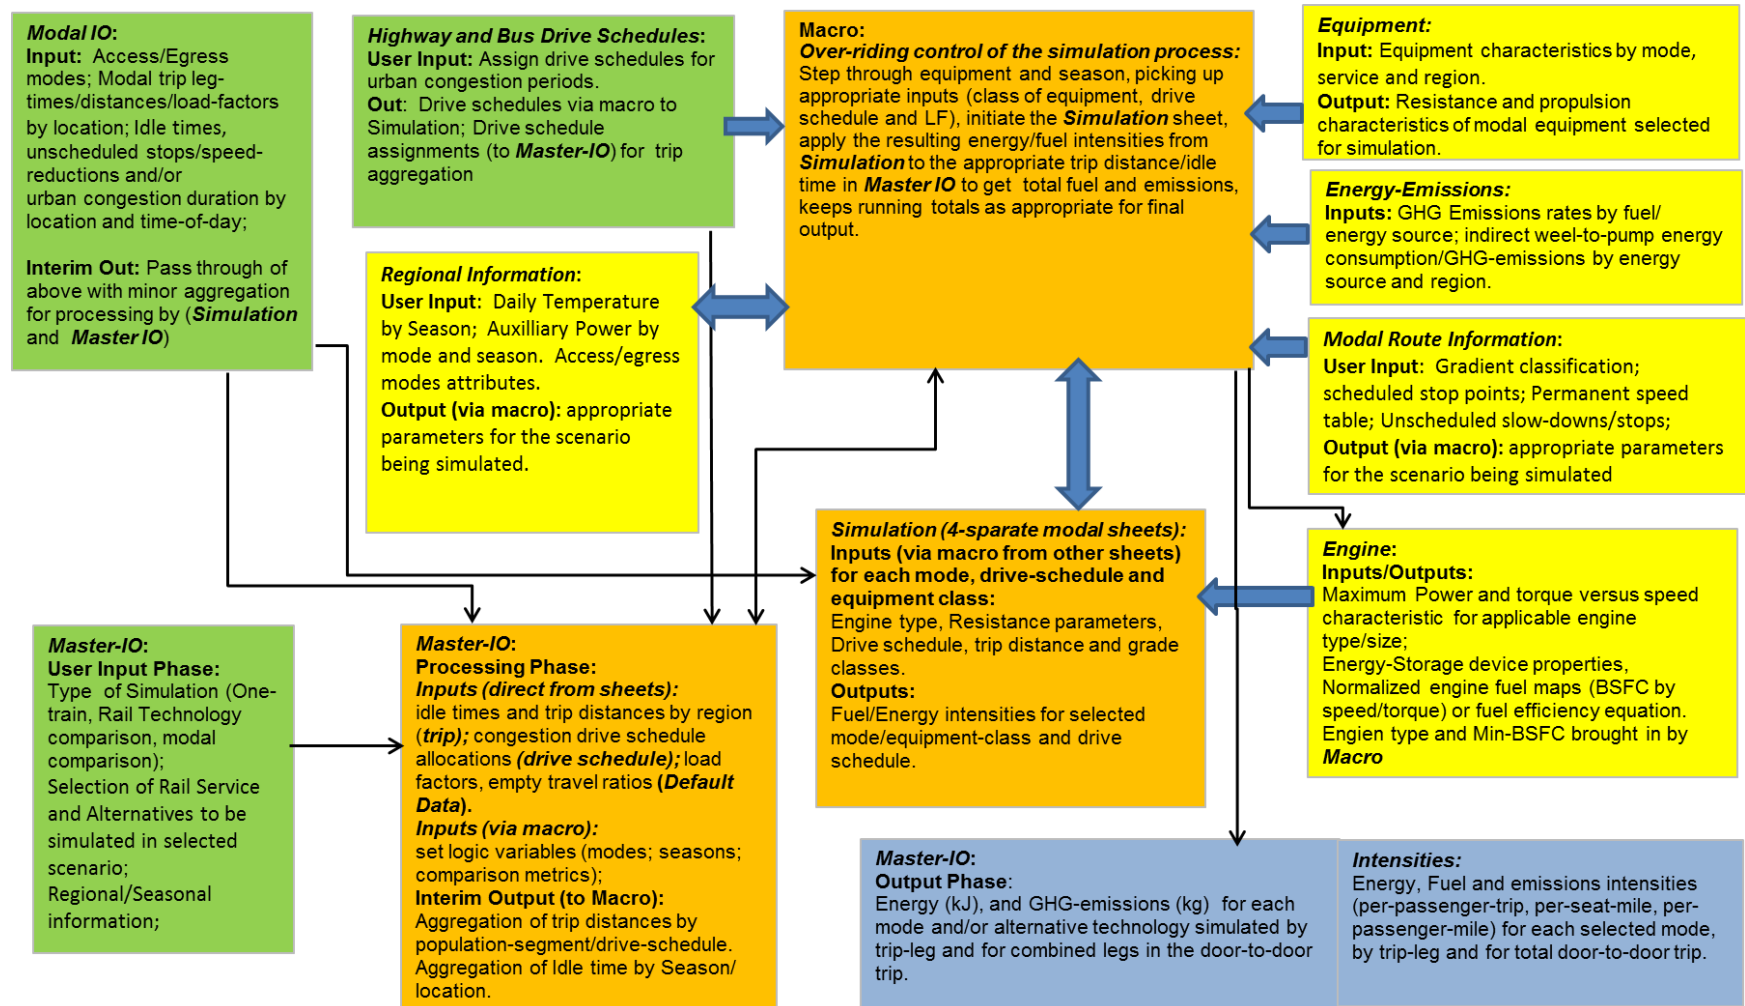 Modal IO:
Input: Access/Egress
modes; Modal trip leg-
times/distances/load-factors
by location; Idle times,
unscheduled stops/speed-
reductions and/or
urban congestion duration by
location and time-of-day;
Interim Out: Pass through of
above with minor aggregation
for processing by (Simulation
and Master IO)
Highway and Bus Drive Schedules:
User Input: Assign drive schedules for
urban congestion periods.
Out: Drive schedules via macro to
Simulation; Drive schedule
assignments (to Master-IO) for trip
aggregation
Macro:
Over-riding control of the simulation process:
Step through equipment and season, picking up
appropriate inputs (class of equipment, drive
schedule and LF), initiate the Simulation sheet,
apply the resulting energy/fuel intensities from
Simulation to the appropriate trip distance/idle
time in Master IO to get total fuel and emissions,
keeps running totals as appropriate for final
output.
Equipment:
Input: Equipment characteristics by mode,
service and region.
Output: Resistance and propulsion
characteristics of modal equipment selected
for simulation.
Energy-Emissions:
Inputs: GHG Emissions rates by fuel/
energy source; indirect weel-to-pump energy
consumption/GHG-emissions by energy
source and region.
Regional Information:
User Input: Daily Temperature
by Season; Auxilliary Power by
mode and season. Access/egress
modes attributes.
Output (via macro): appropriate
parameters for the scenario
being simulated.
Modal Route Information:
User Input: Gradient classification;
scheduled stop points; Permanent speed
table; Unscheduled slow-downs/stops;
Output (via macro): appropriate parameters
for the scenario being simulated
Simulation (4-sparate modal sheets):
Inputs (via macro from other sheets)
for each mode, drive-schedule and
equipment class:
Engine type, Resistance parameters,
Drive schedule, trip distance and grade
classes.
Outputs:
Fuel/Energy intensities for selected
mode/equipment-class and drive
schedule.
Engine:
Inputs/Outputs:
Maximum Power and torque versus speed
characteristic for applicable engine
type/size;
Energy-Storage device properties,
Normalized engine fuel maps (BSFC by
speed/torque) or fuel efficiency equation.
Engien type and Min-BSFC brought in by
Macro
Master-IO:
User Input Phase:
Type of Simulation (One-
train, Rail Technology
comparison, modal
comparison);
Selection of Rail Service
and Alternatives to be
simulated in selected
scenario;
Regional/Seasonal
information;
Master-IO:
Processing Phase:
Inputs (direct from sheets):
idle times and trip distances by region
(trip); congestion drive schedule
allocations (drive schedule); load
factors, empty travel ratios (Default
Data).
Inputs (via macro):
set logic variables (modes; seasons;
comparison metrics);
Interim Output (to Macro):
Aggregation of trip distances by
population-segment/drive-schedule.
Aggregation of Idle time by Season/
location.
Master-IO:
Output Phase:
Energy (kJ), and GHG-emissions (kg) for each
mode and/or alternative technology simulated by
trip-leg and for combined legs in the door-to-door
trip.
Intensities:
Energy, Fuel and emissions intensities
(per-passenger-trip, per-seat-mile, per-
passenger-mile) for each selected mode,
by trip-leg and for total door-to-door trip.